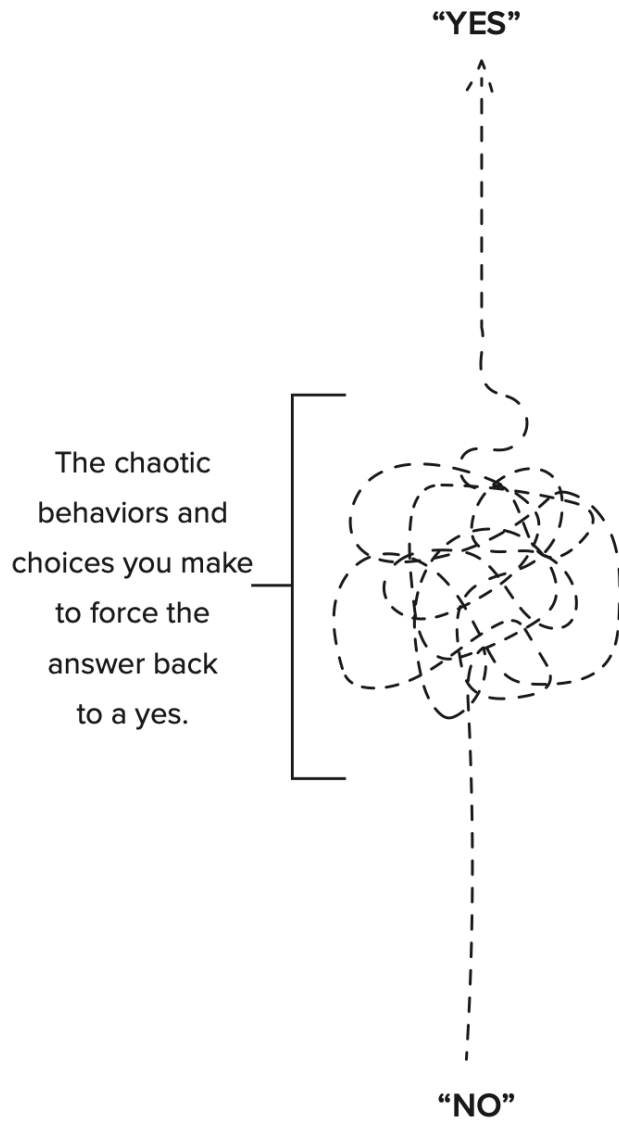 “YES”
The chaotic
behaviors and
choices you make
to force the
answer back
to a yes.
“NO”